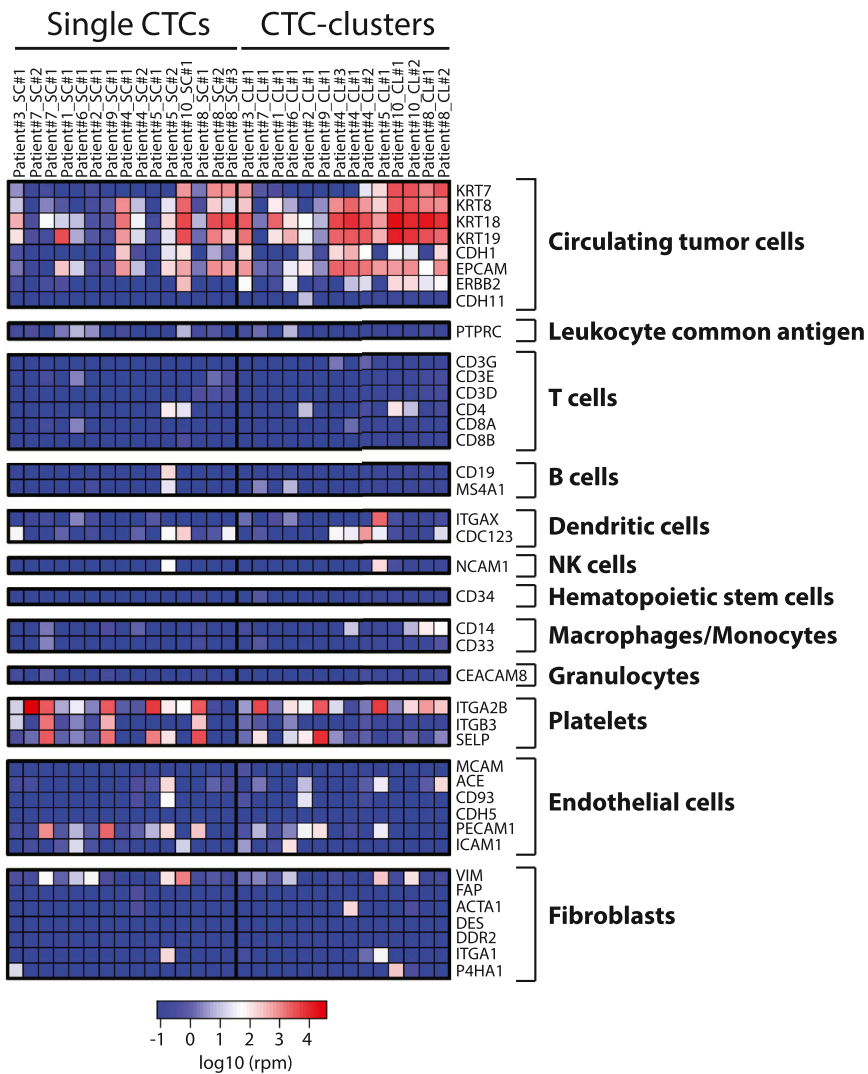 Single CTCs
CTC-clusters
Patient#3_SC#1
Patient#7_SC#2
Patient#7_SC#1
Patient#1_SC#1
Patient#6_SC#1
Patient#2_SC#1
Patient#9_SC#1
Patient#4_SC#1
Patient#4_SC#2
Patient#5_SC#1
Patient#5_SC#2
Patient#10_SC#1
Patient#8_SC#1
Patient#8_SC#2
Patient#8_SC#3
Patient#3_CL#1
Patient#7_CL#1
Patient#1_CL#1
Patient#6_CL#1
Patient#2_CL#1
Patient#9_CL#1
Patient#4_CL#3
Patient#4_CL#1
Patient#4_CL#2
Patient#5_CL#1
Patient#10_CL#1
Patient#10_CL#2
Patient#8_CL#1
Patient#8_CL#2
KRT7
KRT8
KRT18
KRT19
CDH1
EPCAM
ERBB2
CDH11
Circulating tumor cells
PTPRC
Leukocyte common antigen
CD3G
CD3E
CD3D
CD4
CD8A
CD8B
T cells
CD19
MS4A1
B cells
ITGAX
CDC123
Dendritic cells
NCAM1
NK cells
CD34
Hematopoietic stem cells
CD14
CD33
Macrophages/Monocytes
CEACAM8
Granulocytes
ITGA2B
ITGB3
SELP
Platelets
MCAM
ACE
CD93
CDH5
PECAM1
ICAM1
Endothelial cells
VIM
FAP
ACTA1
DES
DDR2
ITGA1
P4HA1
Fibroblasts
-1 0 1 2 3 4
log10 (rpm)